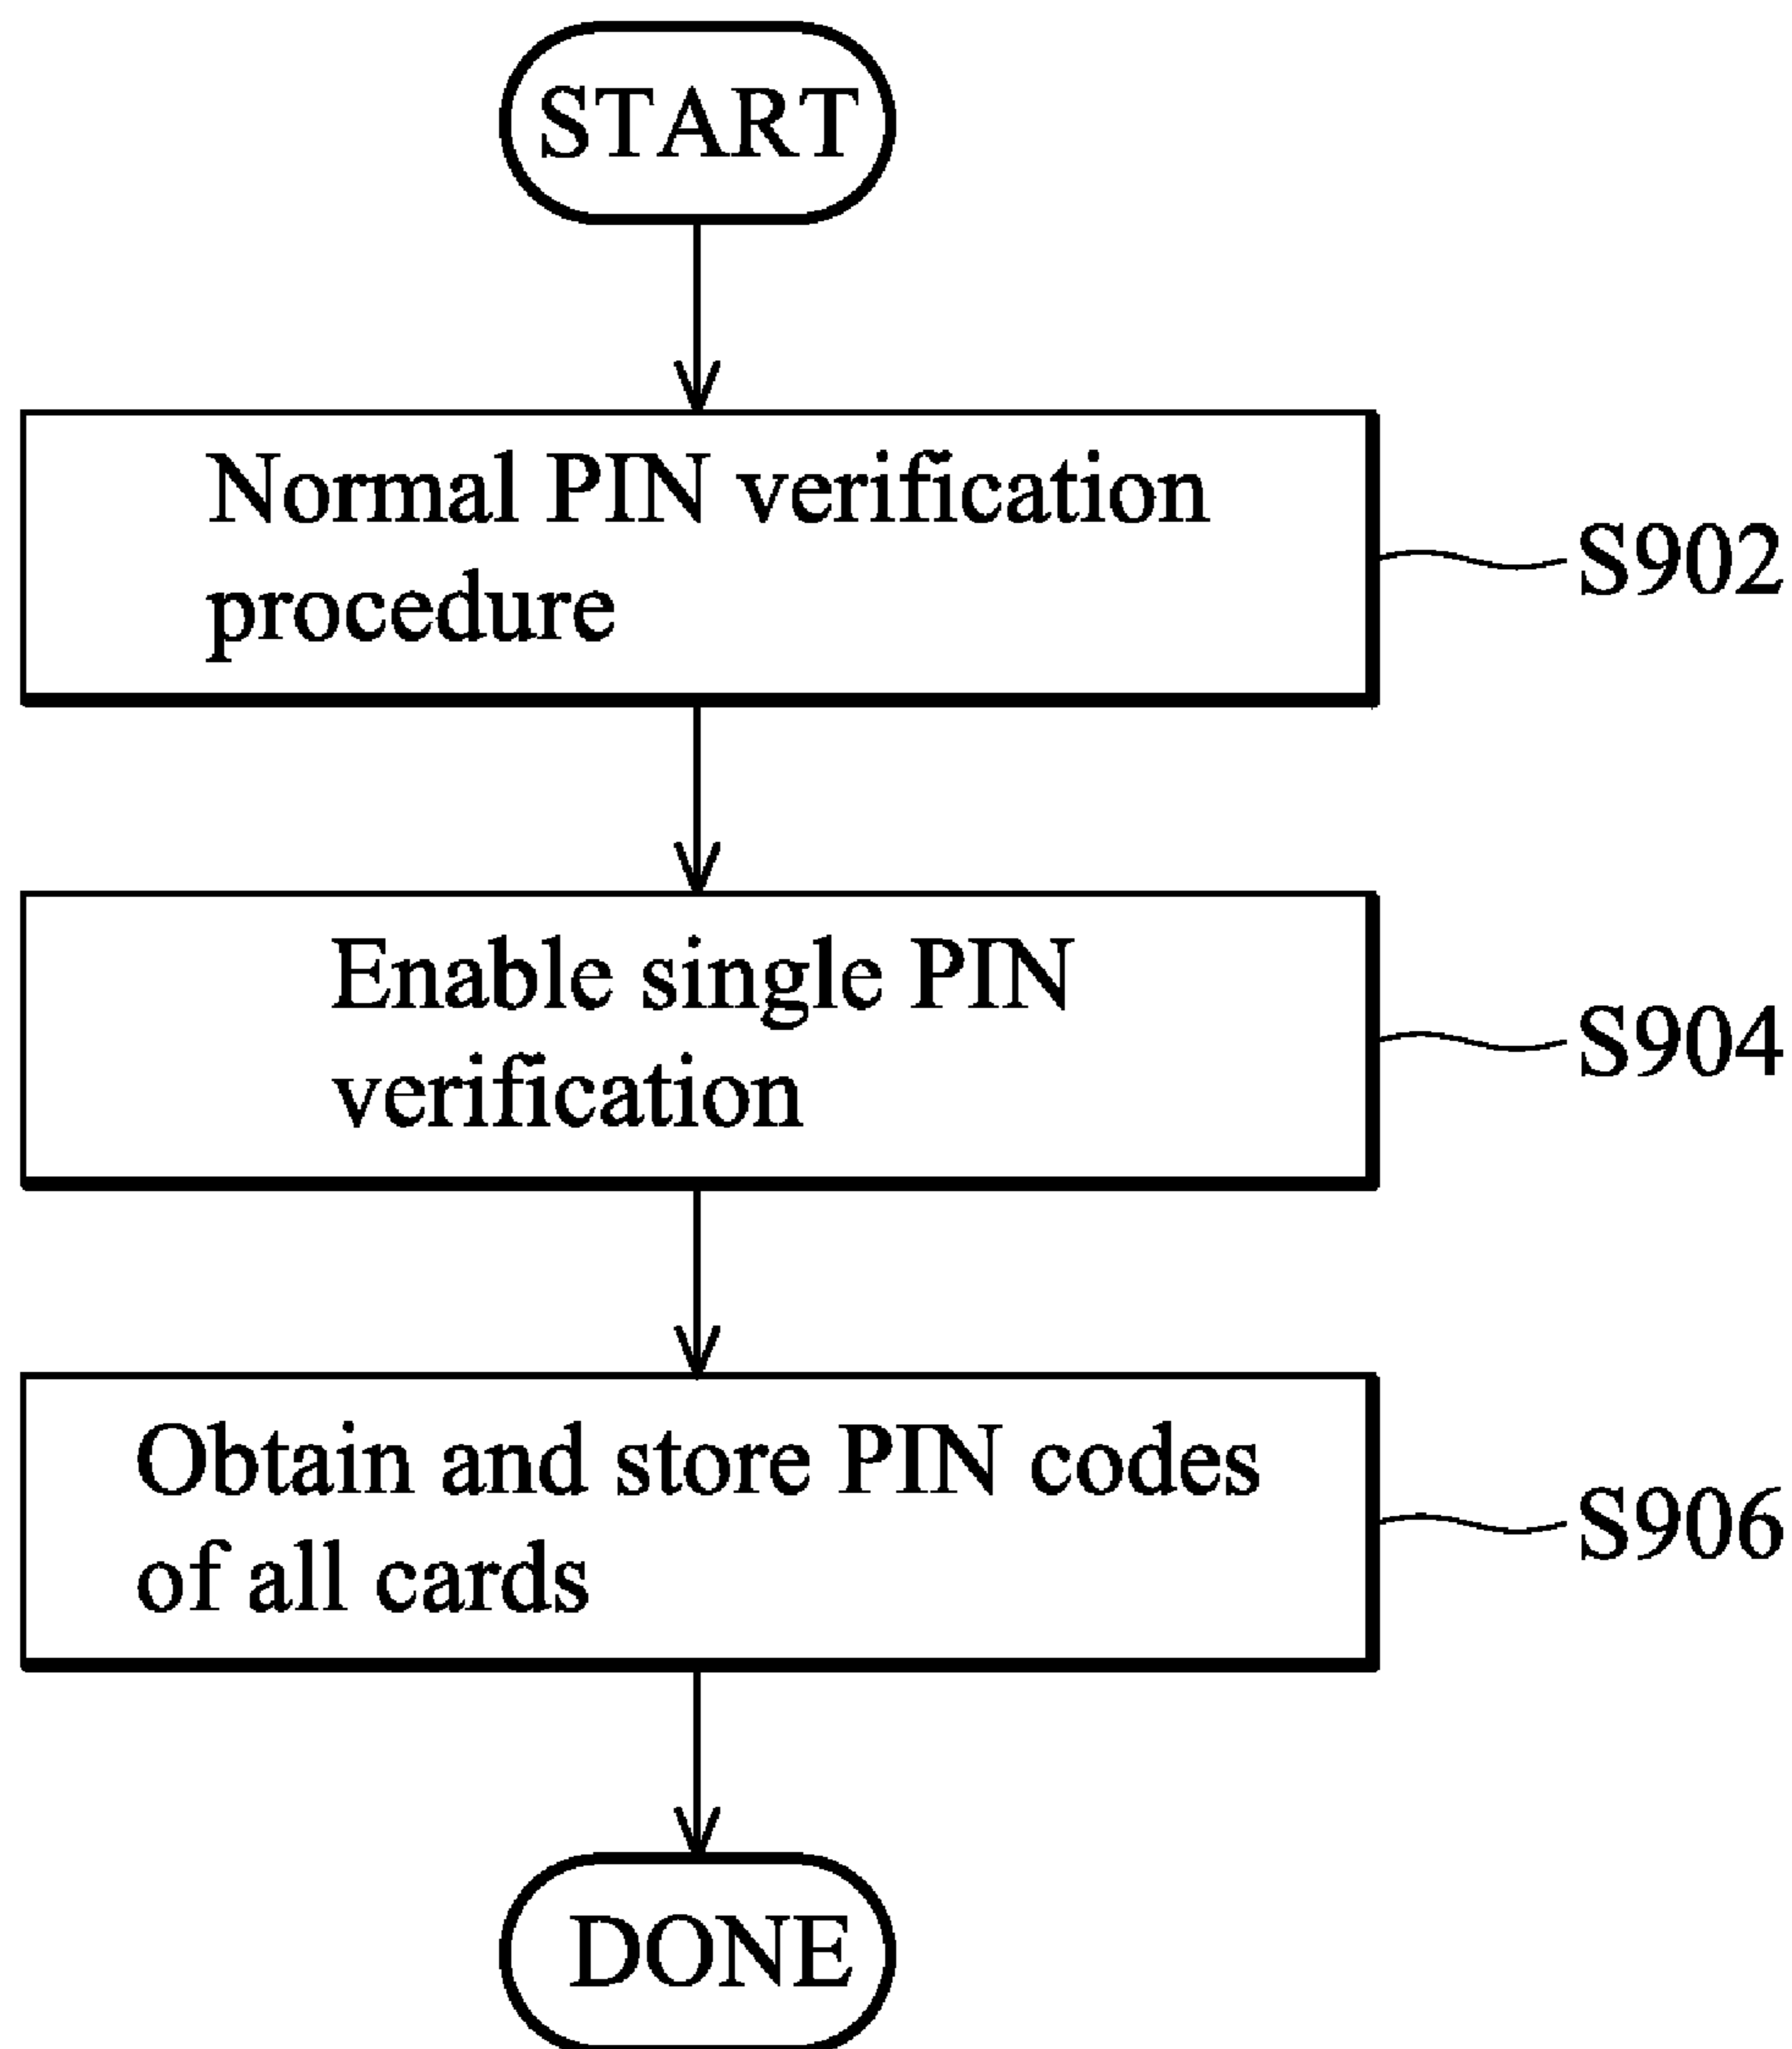 START
Normal PIN verification
procedure
S902
Enable single PIN
verification
S904
Obtain and store PIN codes
of all cards
S906
DONE